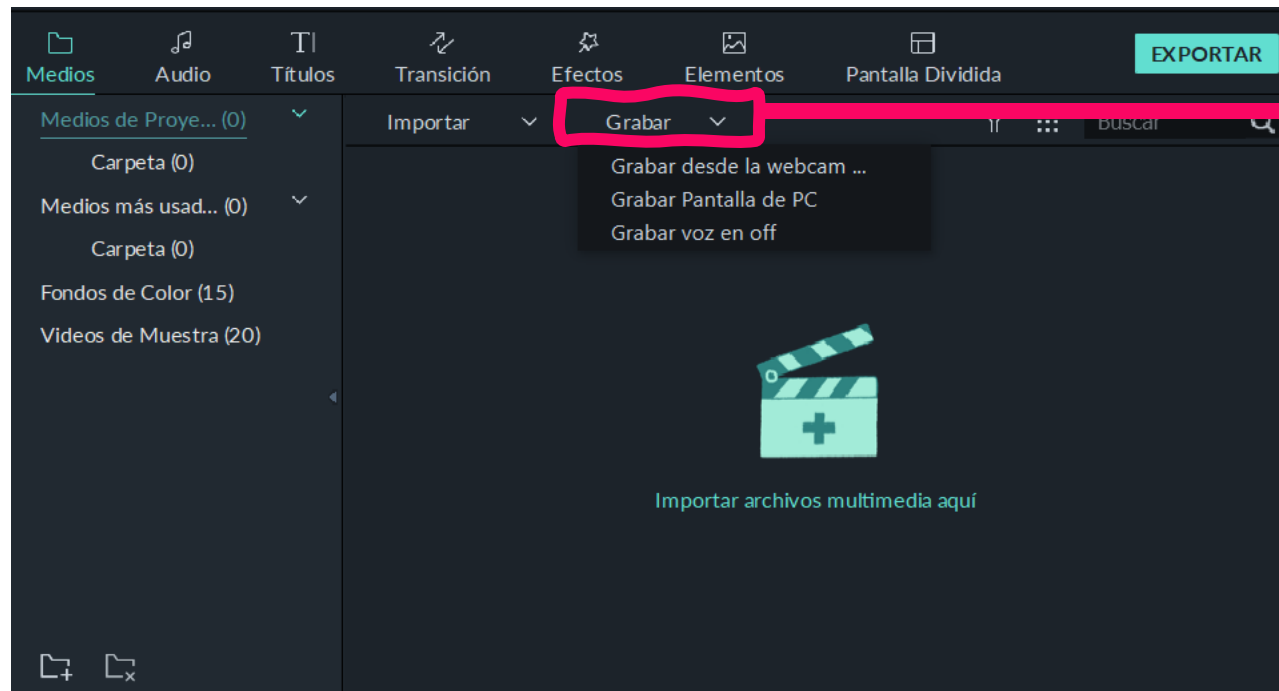 Medios Audio Títulos Transición Efectos Elementos Pantalla Dividida EXPORTAR
Medios de Proye... (0)
Carpeta (0)
Medios más usad... (0)
Carpeta (0)
Fondos de Color (15)
Videos de Muestra (20)
Importar Grabar Buscar
Grabar desde la webcam ...
Grabar Pantalla de PC
Grabar voz en off
Importar archivos multimedia aquí